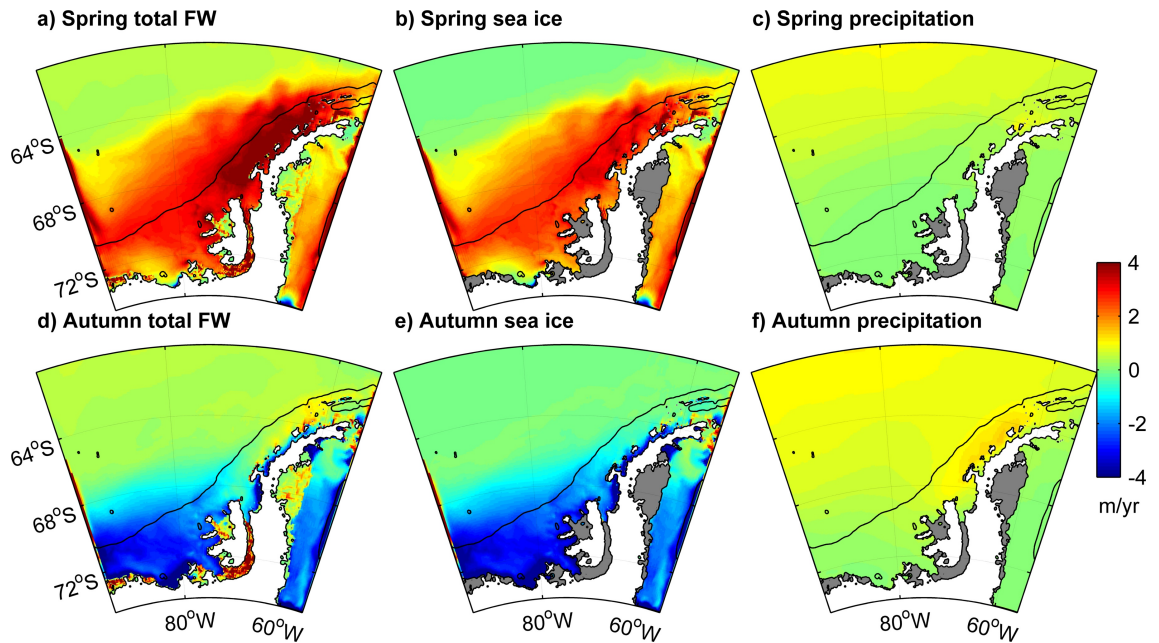 a) Spring total FW
b) Spring sea ice
c) Spring precipitation
64°S
68°S
72°S
d) Autumn total FW
e) Autumn sea ice
f) Autumn precipitation
64°S
68°S
72°S
80°W
60°W
80°W
60°W
80°W
60°W
4
2
0
-2
-4
m/yr